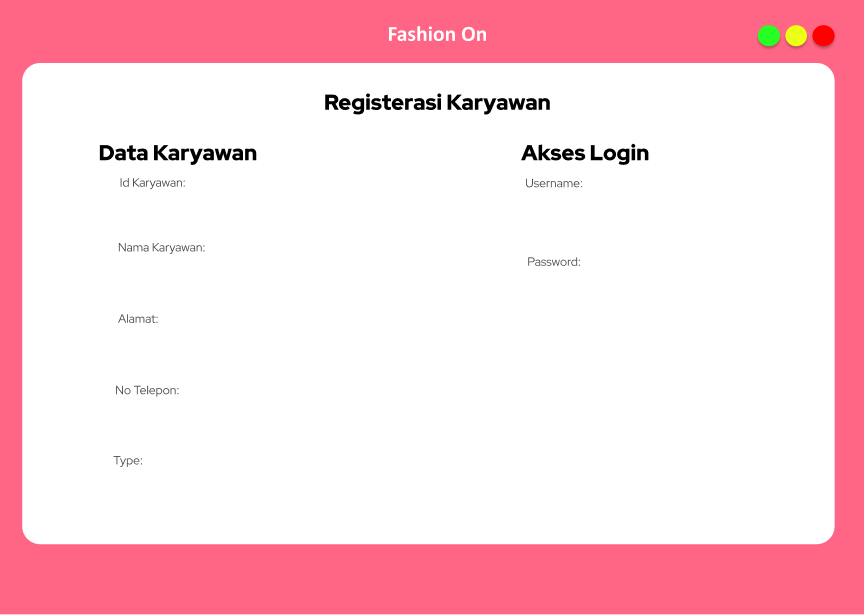 Fashion On
Registerasi Karyawan
Data Karyawan
Id Karyawan:
Nama Karyawan:
Alamat:
No Telepon:
Type:
Akses Login
Username:
Password: